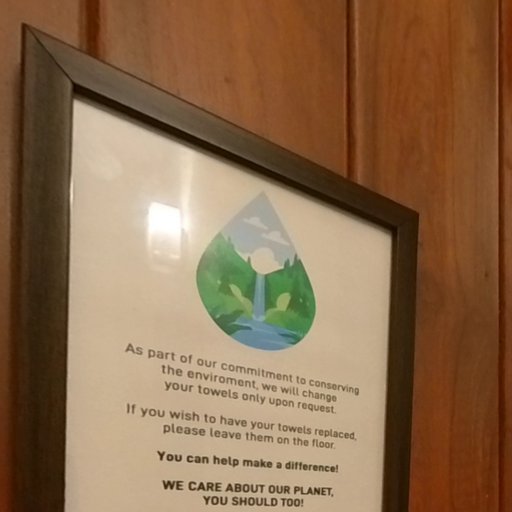 As part of our commitment to conserving
the enviroment, we will change
your towels only upon request.
If you wish to have your towels replaced,
please leave them on the floor.
You can help make a difference!
WE CARE ABOUT OUR PLANET,
YOU SHOULD TOO!